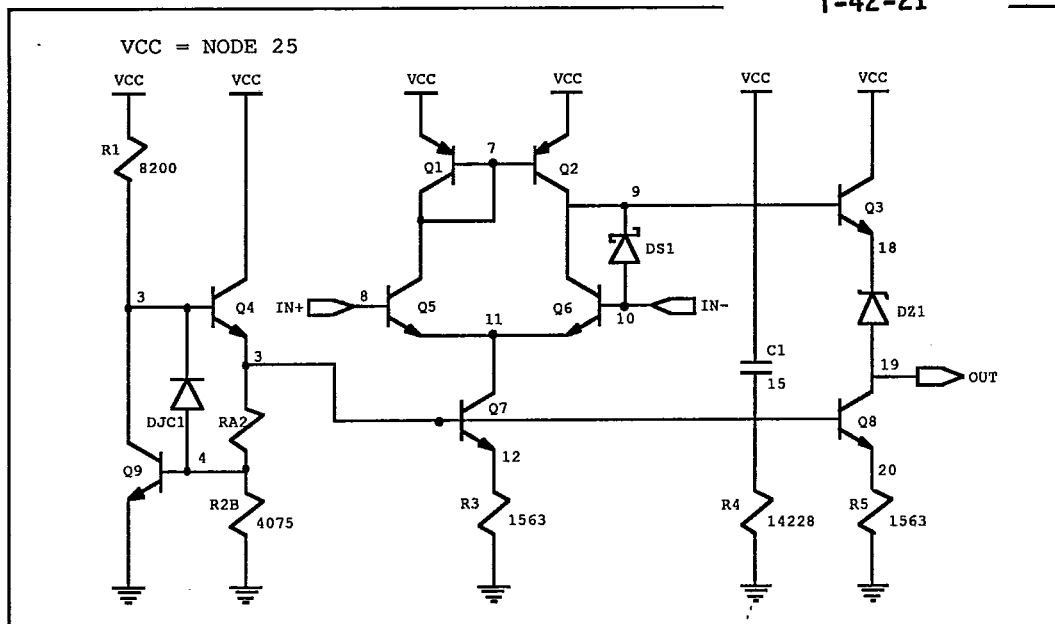 T-42-21
VCC = NODE 25
VCC
VCC
VCC
VCC
VCC
VCC
R1
8200
Q1
7
Q2
9
Q3
18
DS1
3
Q4
IN+
8
Q5
11
Q6
10
IN-
DZ1
3
C1
15
19
OUT
DJC1
RA2
Q7
Q8
Q9
4
12
20
R2B
4075
R3
1563
R4
14228
R5
1563